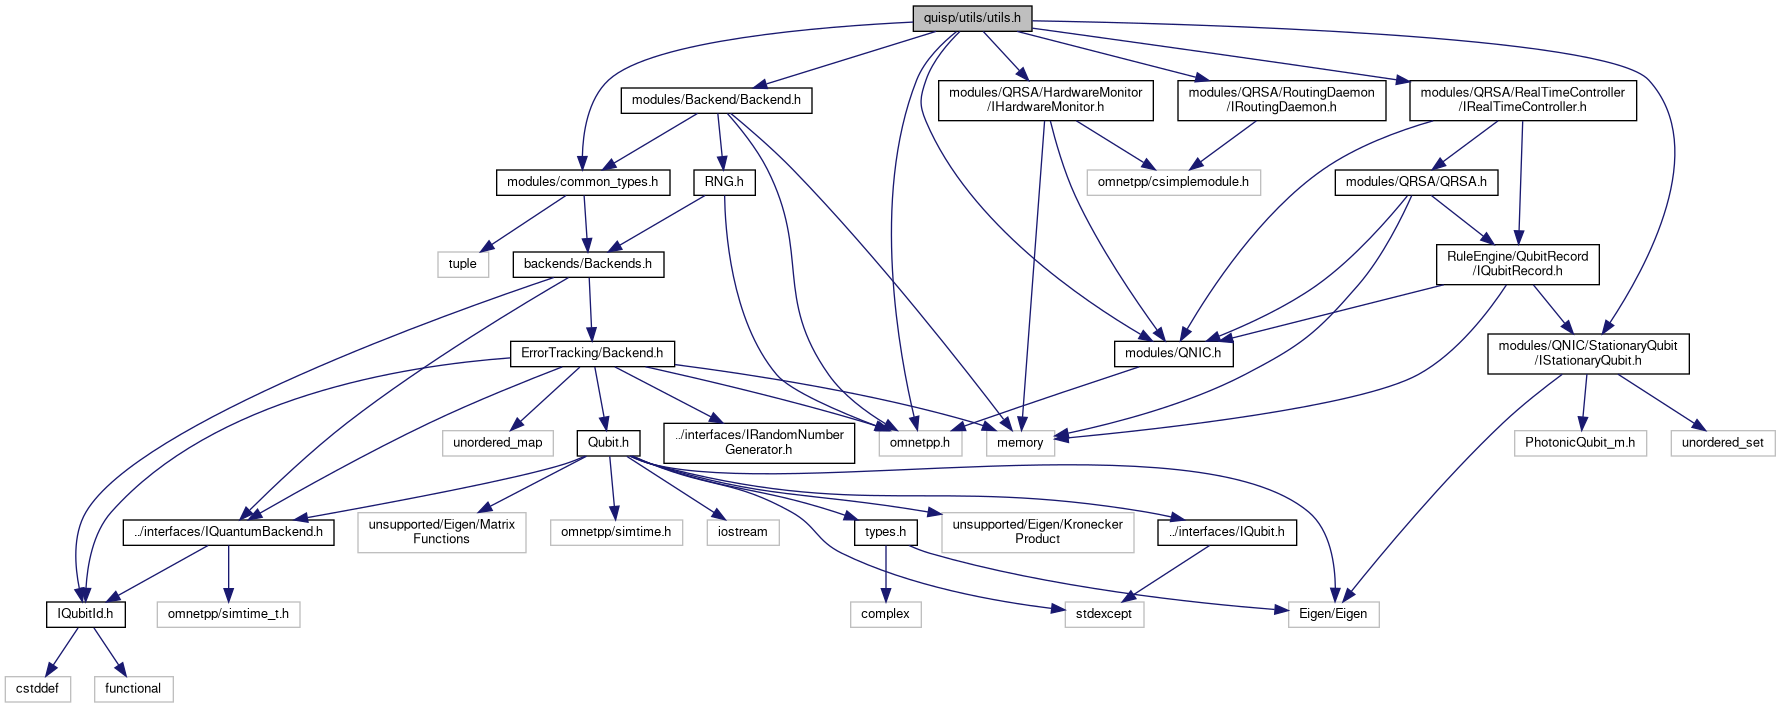 quisp/utils/utils.h
modules/Backend/Backend.h
modules/QRSA/HardwareMonitor
/IHardwareMonitor.h
modules/QRSA/RoutingDaemon
/IRoutingDaemon.h
modules/QRSA/RealTimeController
/IRealTimeController.h
modules/common_types.h
RNG.h
omnetpp/csimplemodule.h
modules/QRSA/QRSA.h
tuple
backends/Backends.h
RuleEngine/QubitRecord
/IQubitRecord.h
ErrorTracking/Backend.h
modules/QNIC.h
modules/QNIC/StationaryQubit
/IStationaryQubit.h
unordered_map
Qubit.h
../interfaces/IRandomNumber
Generator.h
omnetpp.h
memory
PhotonicQubit_m.h
unordered_set
../interfaces/IQuantumBackend.h
unsupported/Eigen/Matrix
Functions
omnetpp/simtime.h
iostream
types.h
unsupported/Eigen/Kronecker
Product
../interfaces/IQubit.h
IQubitId.h
omnetpp/simtime_t.h
complex
stdexcept
Eigen/Eigen
cstddef
functional